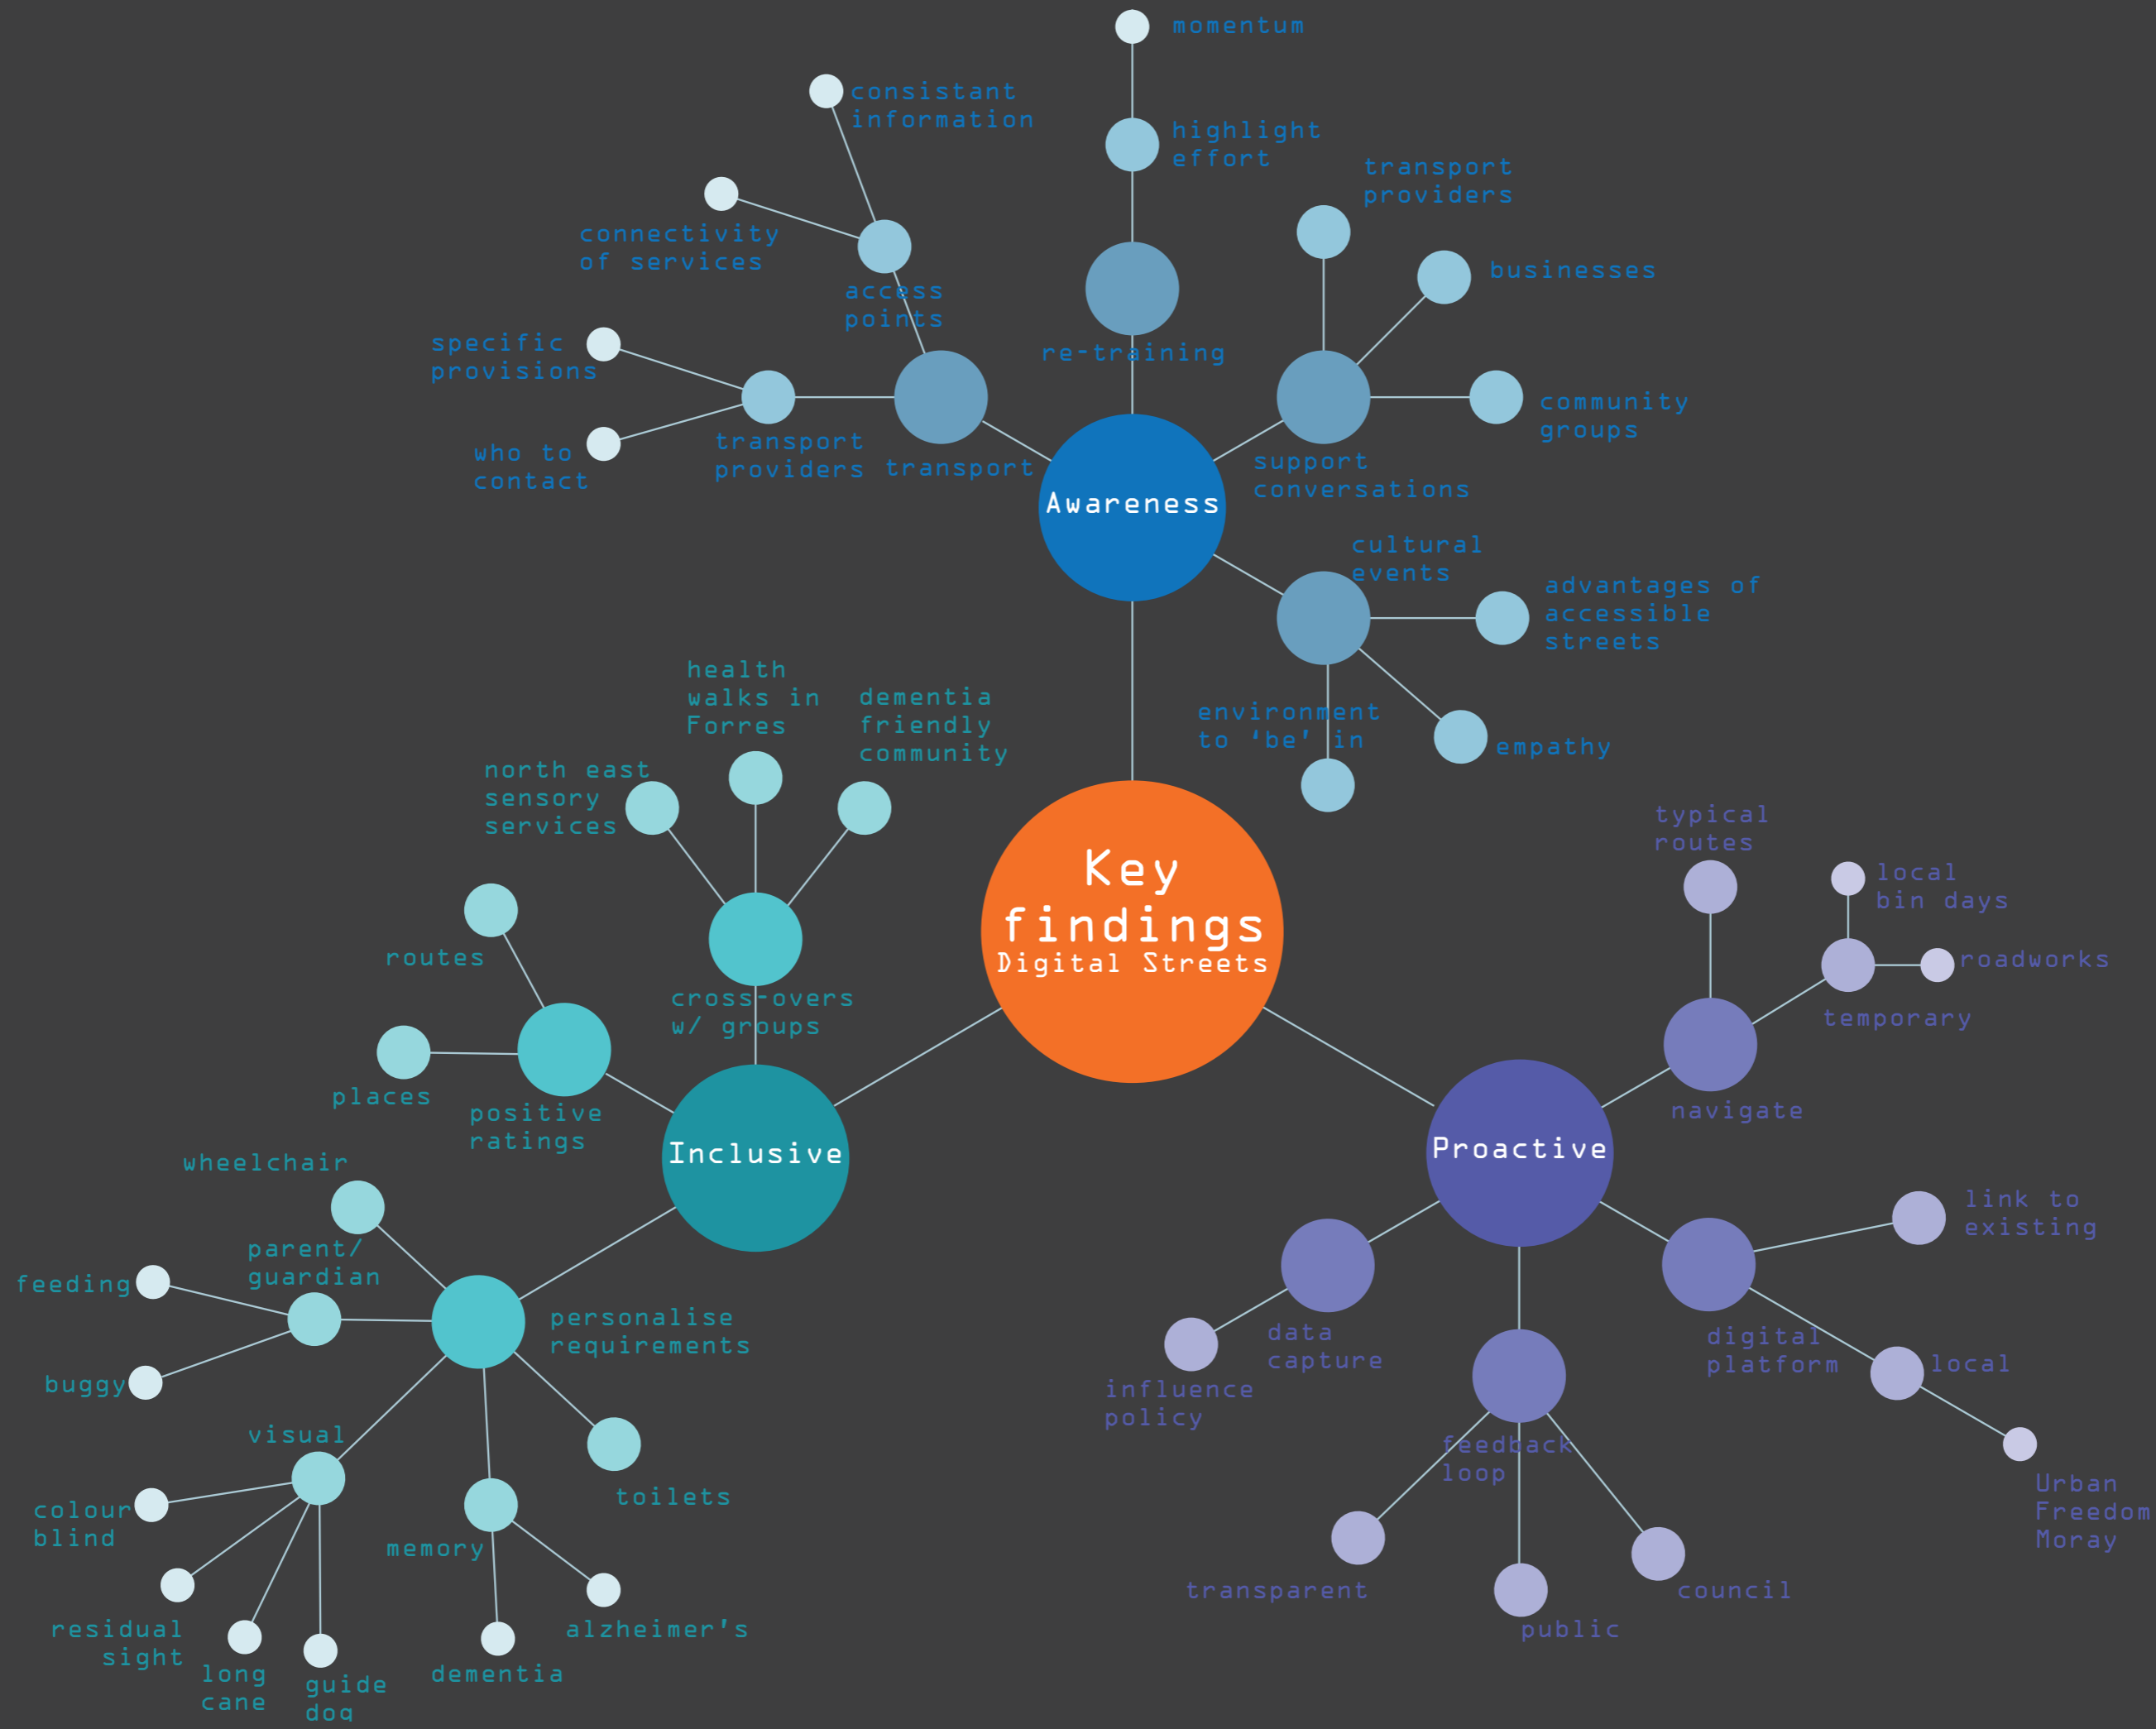 momentum
consistant
information
highlight
effort
transport
providers
connectivity
of services
businesses
access
points
specific
provisions
re-training
community
groups
who to
contact
transport
providers
transport
support
conversations
Awareness
cultural
events
advantages of
accessible
streets
environment
to ‘be’ in
empathy
health
walks in
Forres
dementia
friendly
community
north east
sensory
services
routes
cross-overs
w/ groups
places
positive
ratings
Key
findings
Digital Streets
typical
routes
local
bin days
roadworks
temporary
navigate
Inclusive
Proactive
wheelchair
parent/
guardian
feeding
buggy
personalise
requirements
visual
colour
blind
toilets
memory
residual
sight
long
cane
guide
dog
dementia
alzheimer’s
link to
existing
digital
platform
local
data
capture
influence
policy
feedback
loop
Urban
Freedom
Moray
transparent
public
council